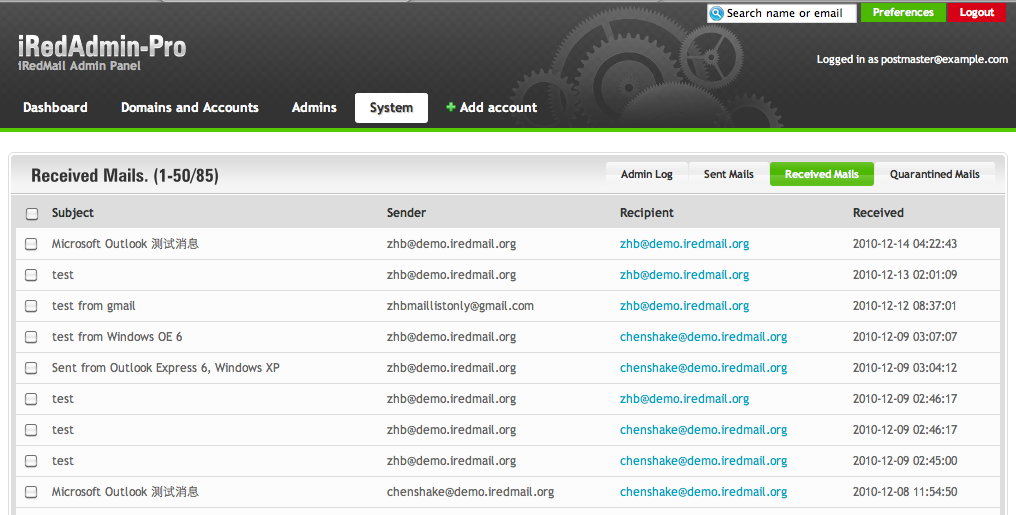 Search name or email Preferences Logout
iRedAdmin-Pro
iRedMail Admin Panel
Logged in as postmaster@example.com
Dashboard Domains and Accounts Admins System Add account
Received Mails. (1-50/85) Admin Log Sent Mails Received Mails Quarantined Mails
Subject Sender Recipient Received
Microsoft Outlook 测试消息 zhb@demo.iredmail.org zhb@demo.iredmail.org 2010-12-14 04:22:43
test zhb@demo.iredmail.org zhb@demo.iredmail.org 2010-12-13 02:01:09
test from gmail zhbmaillistonly@gmail.com zhb@demo.iredmail.org 2010-12-12 08:37:01
test from Windows OE 6 zhb@demo.iredmail.org chenshake@demo.iredmail.org 2010-12-09 03:07:07
Sent from Outlook Express 6, Windows XP zhb@demo.iredmail.org chenshake@demo.iredmail.org 2010-12-09 03:04:12
test zhb@demo.iredmail.org zhb@demo.iredmail.org 2010-12-09 02:46:17
test zhb@demo.iredmail.org chenshake@demo.iredmail.org 2010-12-09 02:46:17
test zhb@demo.iredmail.org chenshake@demo.iredmail.org 2010-12-09 02:45:00
Microsoft Outlook 测试消息 chenshake@demo.iredmail.org chenshake@demo.iredmail.org 2010-12-08 11:54:50